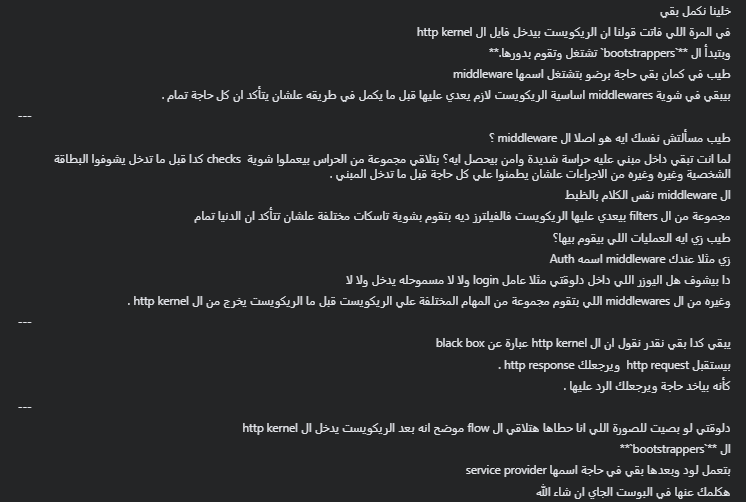 خلينا نكمل بقي
في المرة اللي فاتت قولنا ان الريكويست بيدخل فايل ال http kernel
وبتبدأ ال **`bootstrappers` تشتغل وتقوم بدورها.**
طيب في كمان بقي حاجة برضو بتشتغل اسمها middleware
بيبقي في شوية middlewares اساسية الريكويست لازم يعدي عليها قبل ما يكمل في طريقه علشان يتأكد ان كل حاجة تمام .
---
طيب مسألتش نفسك ايه هو اصلا ال middleware ؟
لما انت تبقي داخل مبني عليه حراسة شديدة وامن بيحصل ايه؟ بتلاقي مجموعة من الحراس بيعملوا شوية checks كدا قبل ما تدخل يشوفوا البطاقة
الشخصية وغيره وغيره من الاجراءات علشان يطمنوا علي كل حاجة قبل ما تدخل المبني .
ال middleware نفس الكلام بالظبط
مجموعة من ال filters بيعدي عليها الريكويست فالفيلترز ديه بتقوم بشوية تاسكات مختلفة علشان تتأكد ان الدنيا تمام
طيب زي ايه العمليات اللي بيقوم بيها؟
زي مثلا عندك middleware اسمه Auth
دا بيشوف هل اليوزر اللي داخل دلوقتي مثلا عامل login ولا لا مسموحله يدخل ولا لا
وغيره من ال middlewares اللي بتقوم مجموعة من المهام المختلفة علي الريكويست قبل ما الريكويست يخرج من ال http kernel .
---
يبقي كدا بقي نقدر نقول ان ال http kernel عبارة عن black box
بيستقبل http request ويرجعلك http response .
كأنه بياخد حاجة ويرجعلك الرد عليها .
---
دلوقتي لو بصيت للصورة اللي انا حطاها هتلاقي ال flow موضح انه بعد الريكويست يدخل ال http kernel
ال **`bootstrappers`**
بتعمل لود وبعدها بقي في حاجة اسمها service provider
هكلمك عنها في البوست الجاي ان شاء الله